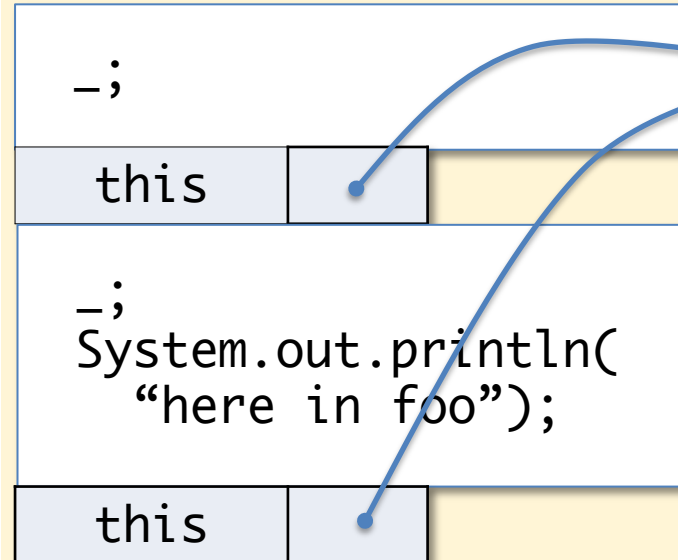 _;
this
_;
System.out.println(
“here in foo”);
this